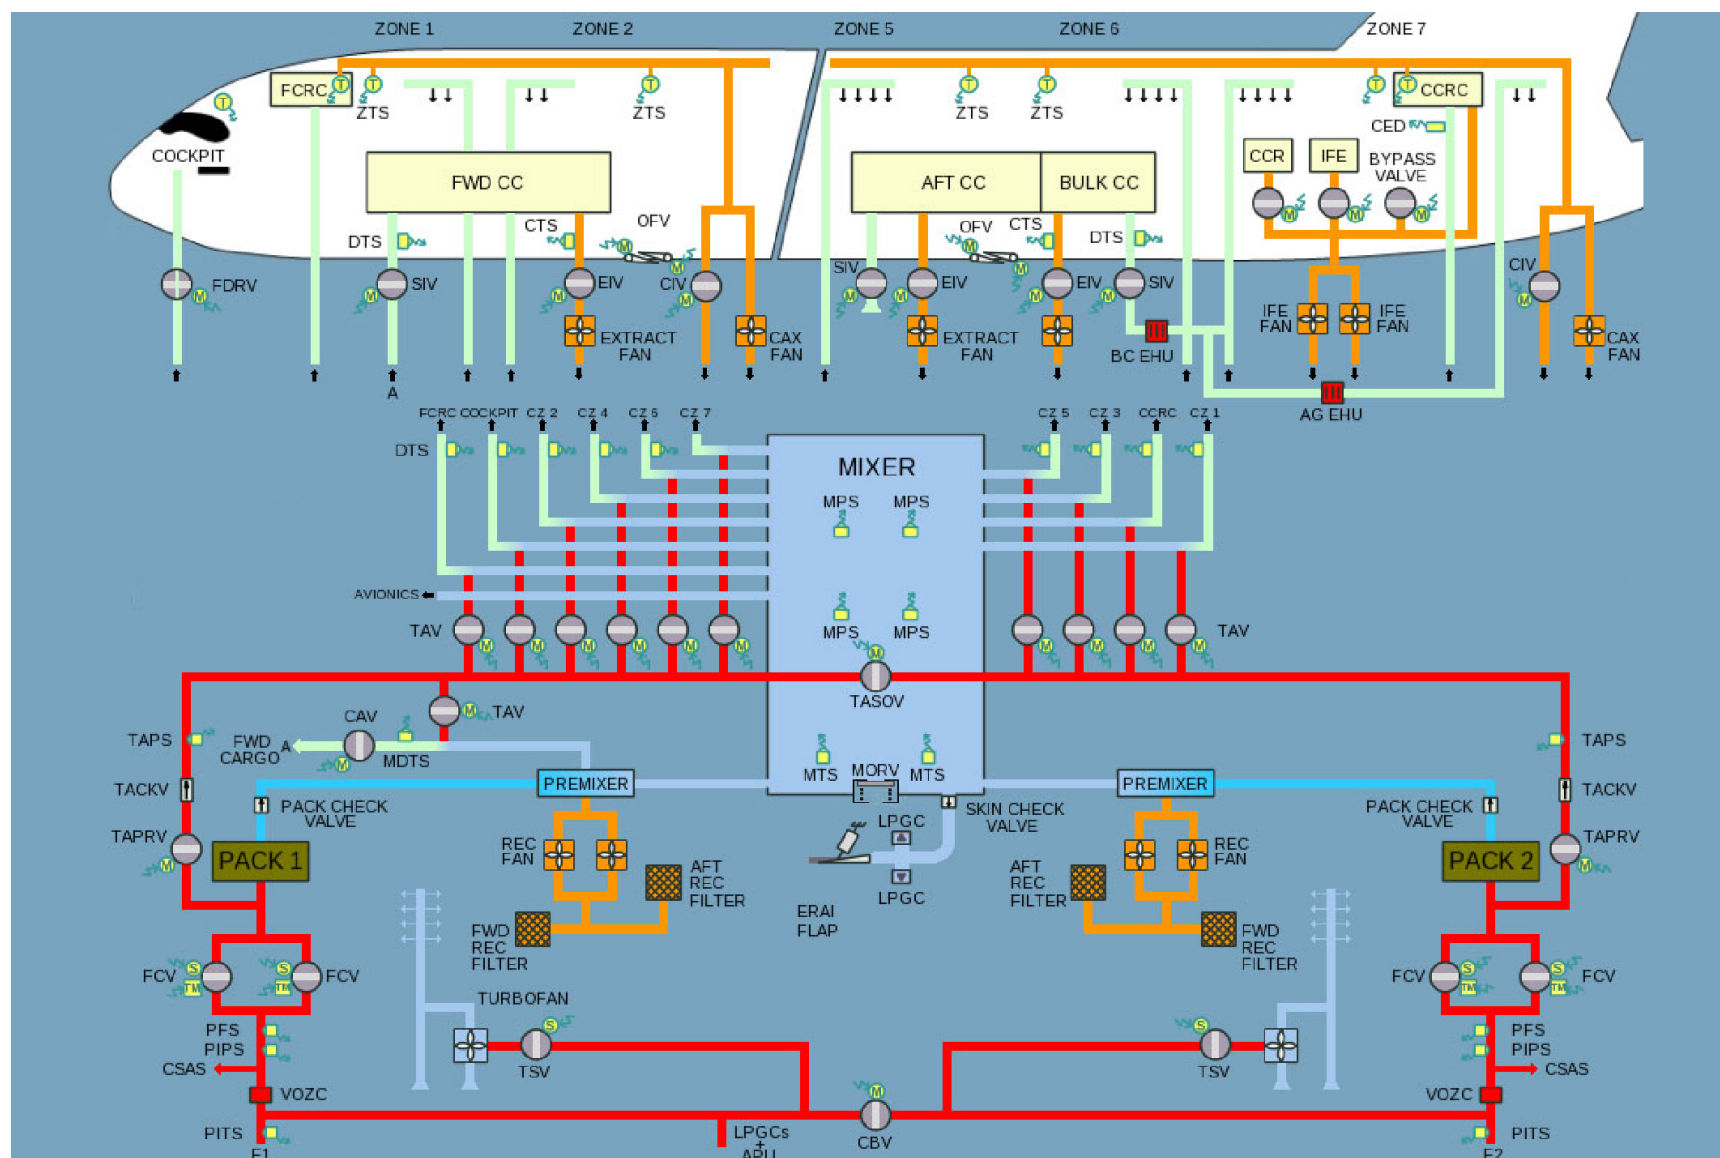 ZONE 1 ZONE 2 ZONE 5 ZONE 6 ZONE 7
FCRC T T T T T T T CCRC
T ZTS ZTS ZTS ZTS
CED
COCKPIT CCR IFE BYPASS
VALVE
FWD CC AFT CC BULK CC
M M M
DTS CTS OFV OFV CTS DTS
M M
FDRV M SIV M EIV M M CIV M SIV M EIV M M EIV M SIV CIV M
IFE
FAN
IFE
FAN
EXTRACT
FAN
CAX
FAN
EXTRACT
FAN
BC EHU
CAX
FAN
A
AG EHU
FCRC COCKPIT CZ 2 CZ 4 CZ 6 CZ 7 CZ 5 CZ 3 CCRC CZ 1
DTS
MIXER
MPS MPS
AVIONICS
TAV M M M M M M MPS MPS M M M M TAV
M
TASOV
M TAV
CAV
TAPS FWD
CARGO A
M MDTS TAPS
MTS MORV MTS
TACKV PREMIXER PREMIXER TACKV
PACK CHECK
VALVE
LPGC SKIN CHECK
VALVE
PACK CHECK
VALVE
TAPRV M TAPRV M
PACK 1 REC
FAN
REC
FAN
PACK 2
AFT
REC
FILTER
LPGC
AFT
REC
FILTER
ERAI
FLAP
FWD
REC
FILTER
FWD
REC
FILTER
FCV S TM S TM FCV FCV S TM S TM FCV
TURBOFAN
PFS S S PFS
PIPS PIPS
CSAS TSV TSV CSAS
VOZC M VOZC
PITS LPGCs
+
APU
CBV PITS
E1 E2